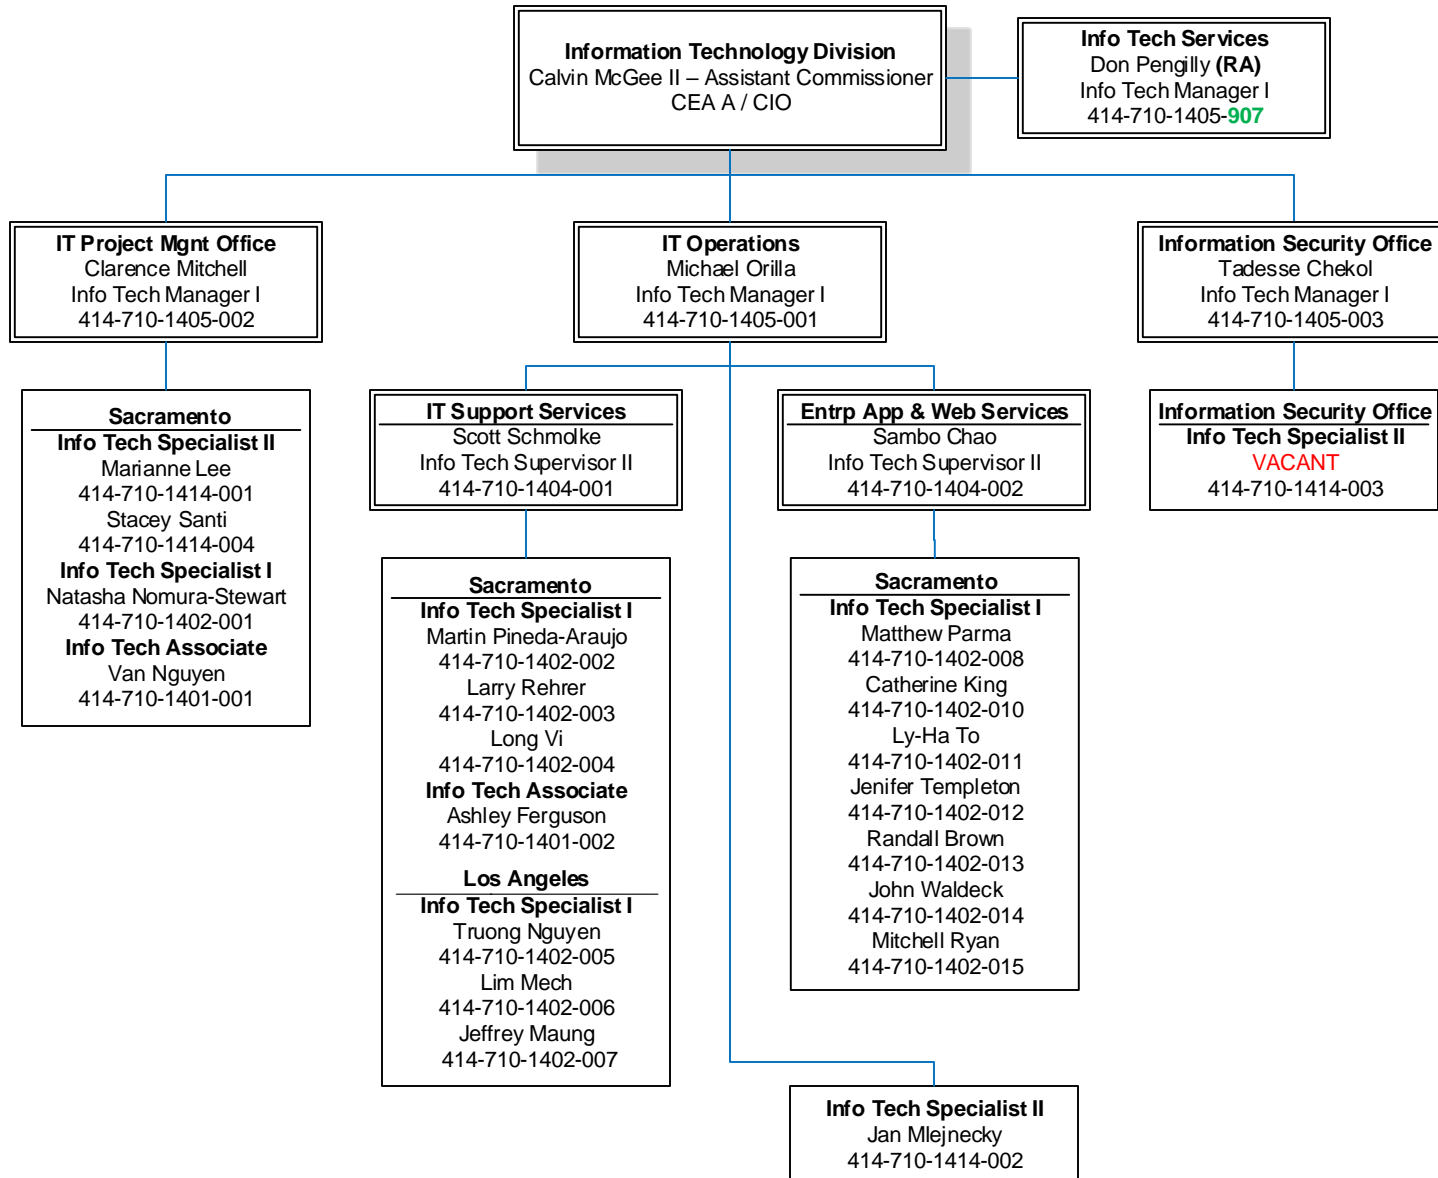 Information Technology Division
Calvin McGee II – Assistant Commissioner
CEA A / CIO
Info Tech Services
Don Pengilly (RA)
Info Tech Manager I
414-710-1405-907
IT Project Mgnt Office
Clarence Mitchell
Info Tech Manager I
414-710-1405-002
IT Operations
Michael Orilla
Info Tech Manager I
414-710-1405-001
Information Security Office
Tadesse Chekol
Info Tech Manager I
414-710-1405-003
Sacramento
Info Tech Specialist II
Marianne Lee
414-710-1414-001
Stacey Santi
414-710-1414-004
Info Tech Specialist I
Natasha Nomura-Stewart
414-710-1402-001
Info Tech Associate
Van Nguyen
414-710-1401-001
IT Support Services
Scott Schmolke
Info Tech Supervisor II
414-710-1404-001
Entrp App & Web Services
Sambo Chao
Info Tech Supervisor II
414-710-1404-002
Information Security Office
Info Tech Specialist II
VACANT
414-710-1414-003
Sacramento
Info Tech Specialist I
Martin Pineda-Araujo
414-710-1402-002
Larry Rehrer
414-710-1402-003
Long Vi
414-710-1402-004
Info Tech Associate
Ashley Ferguson
414-710-1401-002
Los Angeles
Info Tech Specialist I
Truong Nguyen
414-710-1402-005
Lim Mech
414-710-1402-006
Jeffrey Maung
414-710-1402-007
Sacramento
Info Tech Specialist I
Matthew Parma
414-710-1402-008
Catherine King
414-710-1402-010
Ly-Ha To
414-710-1402-011
Jenifer Templeton
414-710-1402-012
Randall Brown
414-710-1402-013
John Waldeck
414-710-1402-014
Mitchell Ryan
414-710-1402-015
Info Tech Specialist II
Jan Mlejnecky
414-710-1414-002